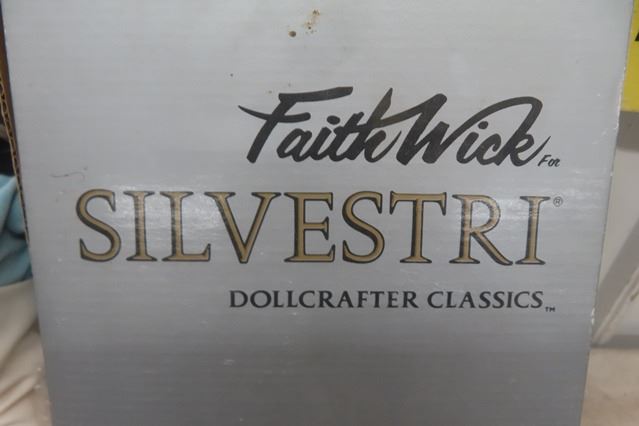 Faith Wick For
SILVESTRI®
DOLLCRAFTER CLASSICS™